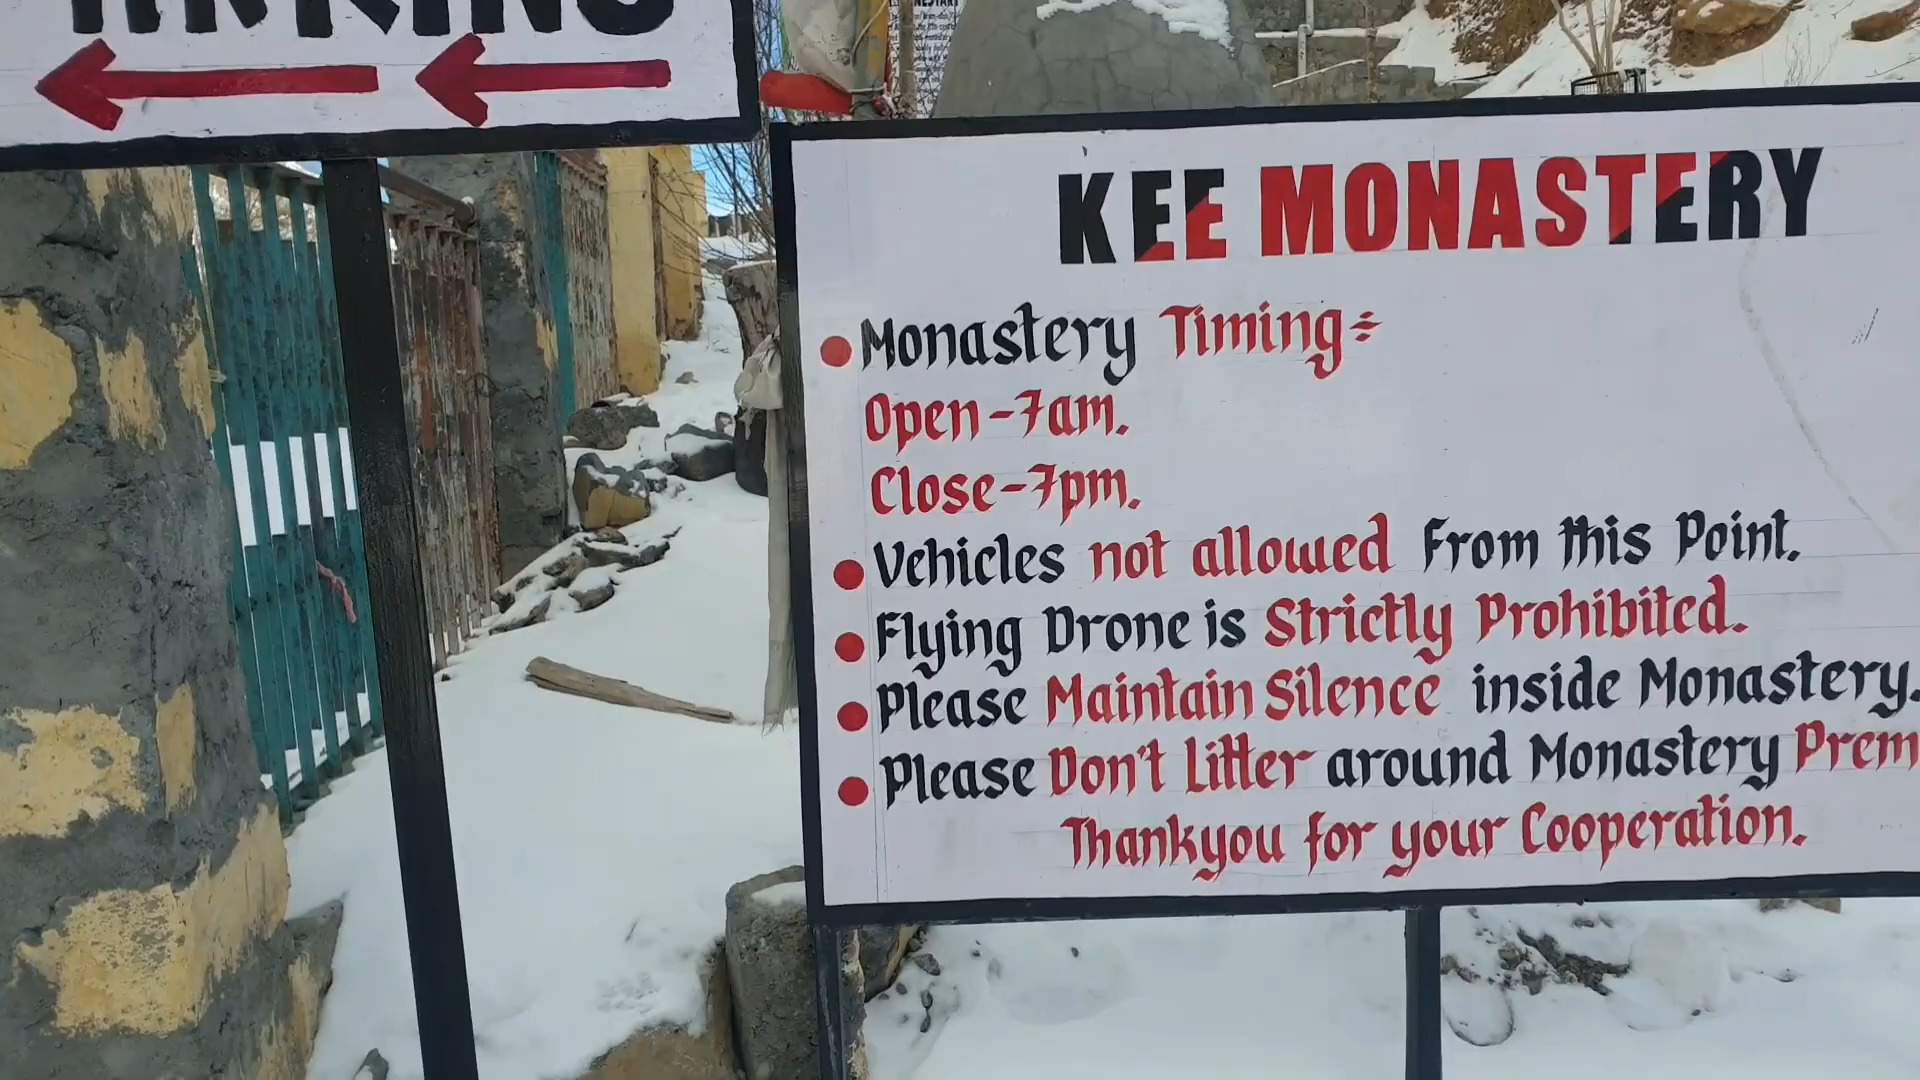 KEE MONASTERY
Monastery Timing:
Open-7am.
Close-7pm.
Vehicles not allowed From this Point.
Flying Drone is Strictly Prohibited.
Please Maintain Silence inside Monastery.
Please Don't Litter around Monastery Prem
Thankyou for your Cooperation.